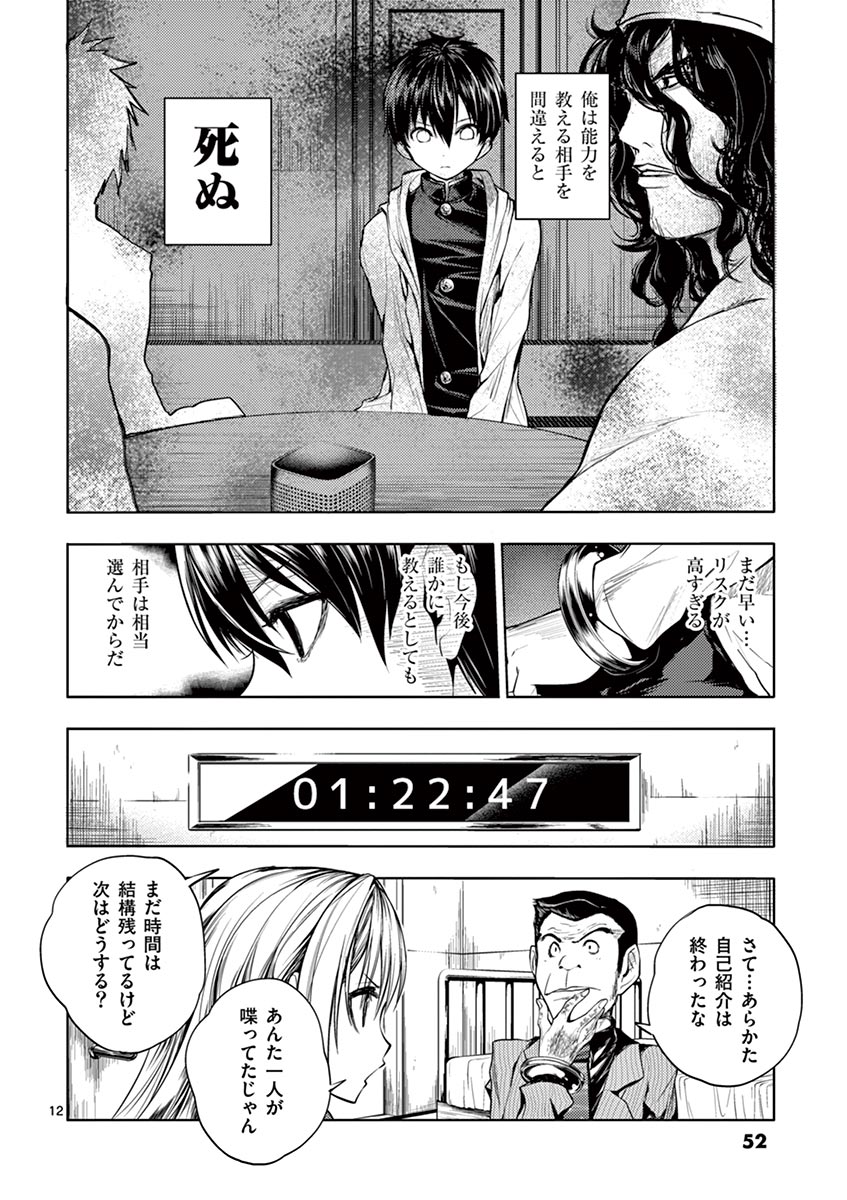 俺は能力を
教える相手を
間違えると
死ぬ
まだ早い…
リスクが
高すぎる
もし今後
誰かに
教えるとしても
相手は相当
選んでからだ
01:22:47
さて…あらかた
自己紹介は
終わったな
あんた一人が
喋ってたじゃん
まだ時間は
結構残ってるけど
次はどうする？
12
52